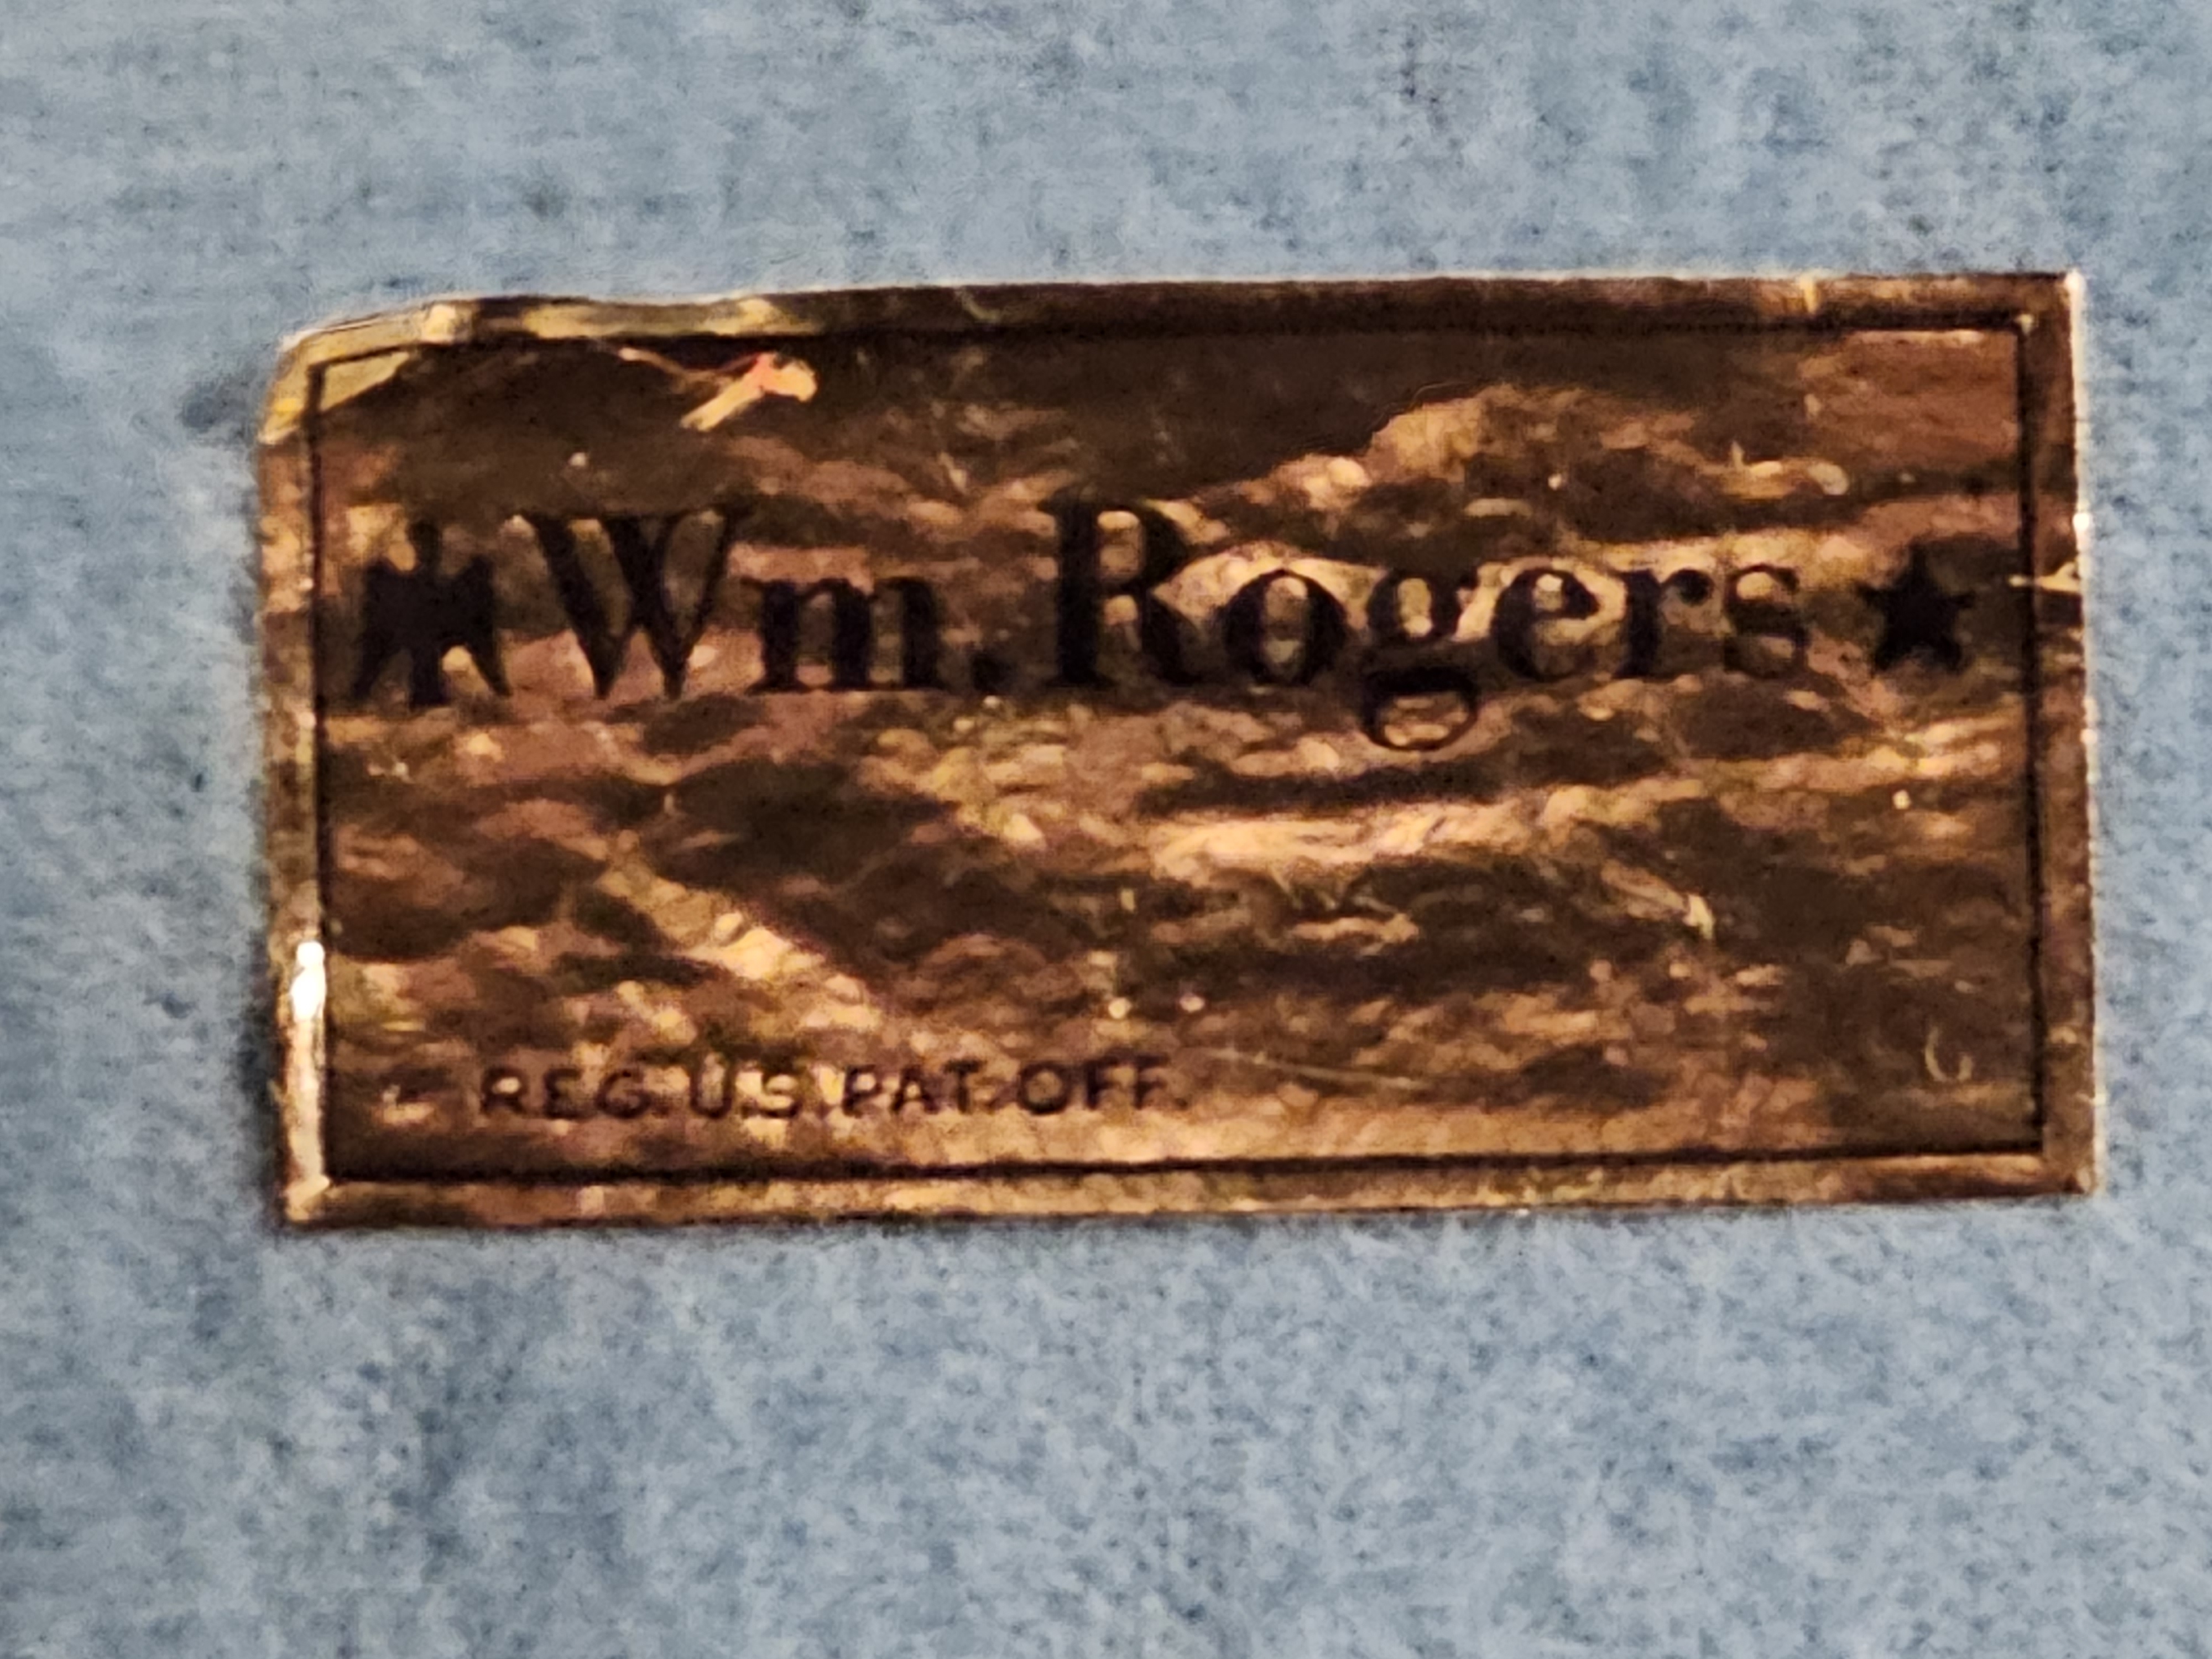 Wm. Rogers ★
REG. U.S. PAT. OFF.